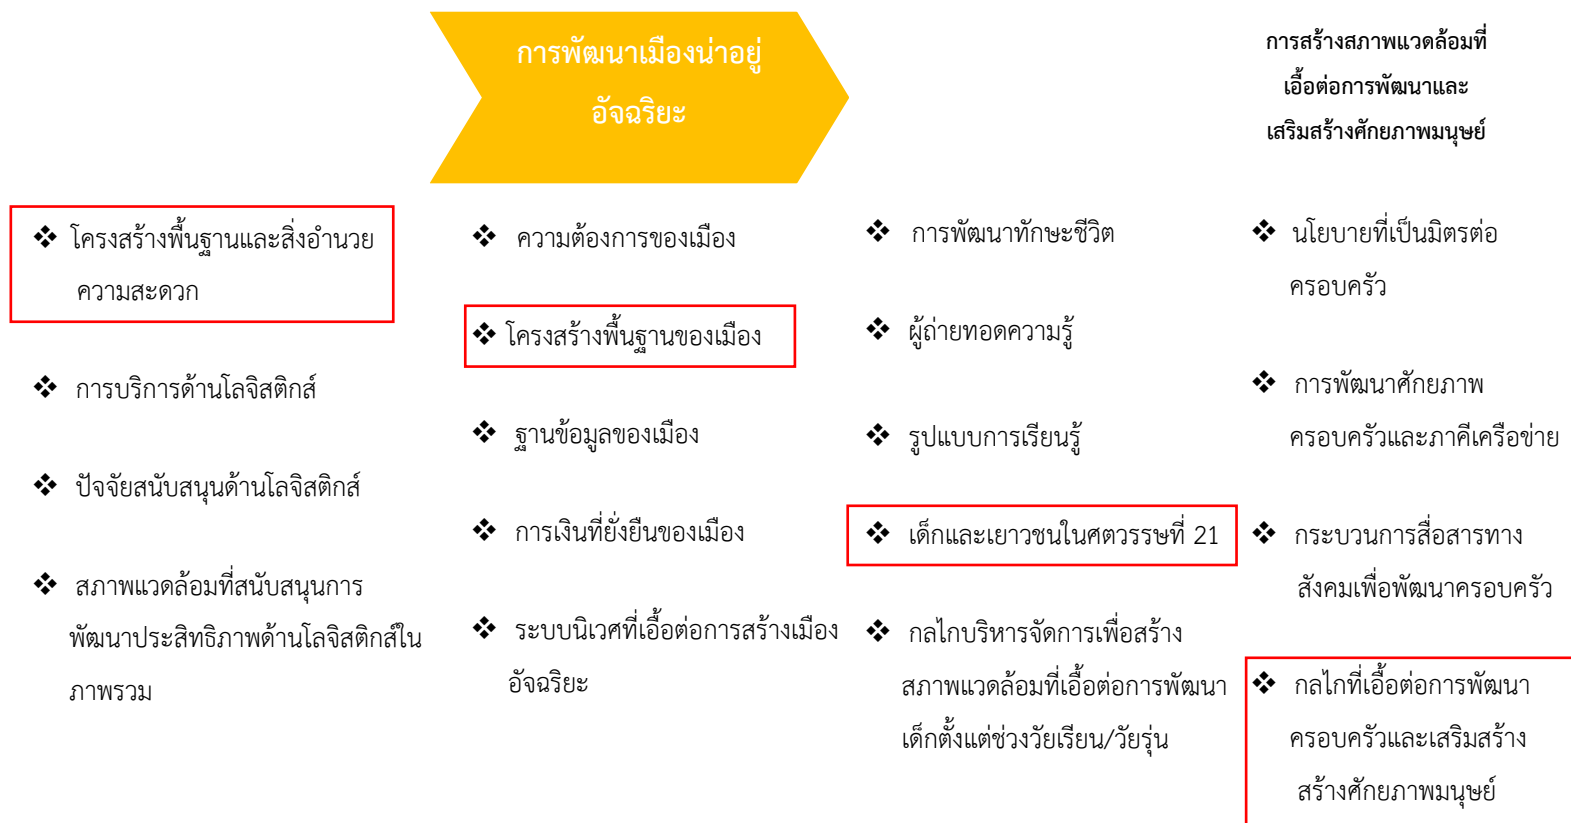 การพัฒนาเมืองน่าอยู่
อัจฉริยะ
การสร้างสภาพแวดล้อมที่
เอื้อต่อการพัฒนาและ
เสริมสร้างศักยภาพมนุษย์
❖ โครงสร้างพื้นฐานและสิ่งอำนวย
ความสะดวก
❖ การบริการด้านโลจิสติกส์
❖ ปัจจัยสนับสนุนด้านโลจิสติกส์
❖ สภาพแวดล้อมที่สนับสนุนการ
พัฒนาประสิทธิภาพด้านโลจิสติกส์ใน
ภาพรวม
❖ ความต้องการของเมือง
❖ โครงสร้างพื้นฐานของเมือง
❖ ฐานข้อมูลของเมือง
❖ การเงินที่ยั่งยืนของเมือง
❖ ระบบนิเวศที่เอื้อต่อการสร้างเมือง
อัจฉริยะ
❖ การพัฒนาทักษะชีวิต
❖ ผู้ถ่ายทอดความรู้
❖ รูปแบบการเรียนรู้
❖ เด็กและเยาวชนในศตวรรษที่ 21
❖ กลไกบริหารจัดการเพื่อสร้าง
สภาพแวดล้อมที่เอื้อต่อการพัฒนา
เด็กตั้งแต่ช่วงวัยเรียน/วัยรุ่น
❖ นโยบายที่เป็นมิตรต่อ
ครอบครัว
❖ การพัฒนาศักยภาพ
ครอบครัวและภาคีเครือข่าย
❖ กระบวนการสื่อสารทาง
สังคมเพื่อพัฒนาครอบครัว
❖ กลไกที่เอื้อต่อการพัฒนา
ครอบครัวและเสริมสร้าง
สร้างศักยภาพมนุษย์